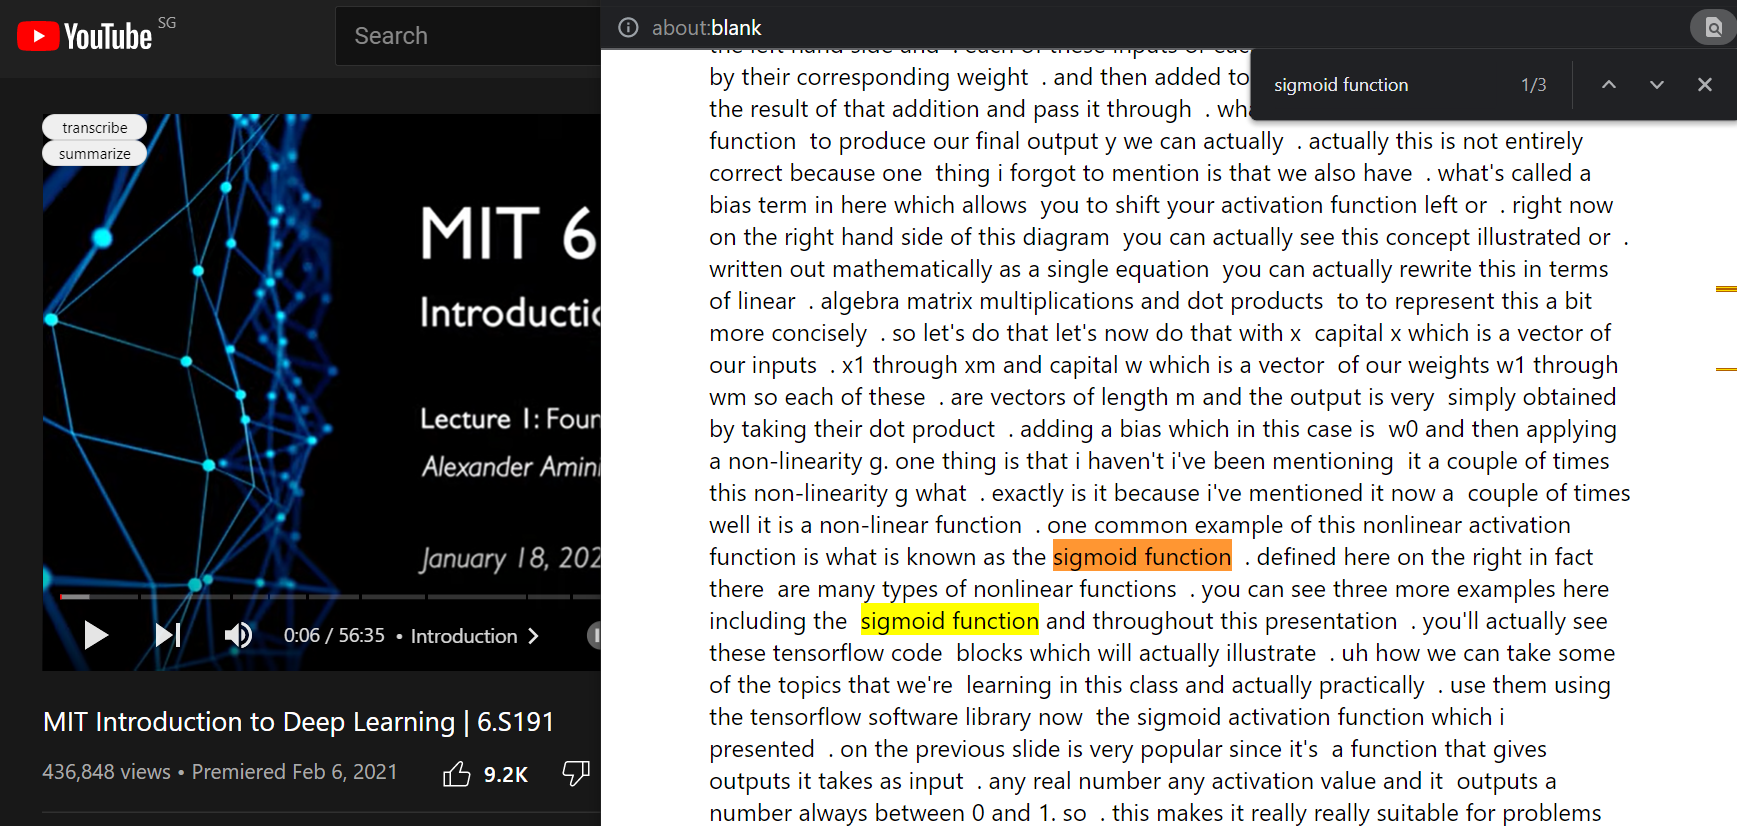 YouTube SG
Search
transcribe
summarize
MIT 6
Introductio
Lecture 1: Four
Alexander Amini
January 18, 202
0:06 / 56:35 • Introduction
MIT Introduction to Deep Learning | 6.S191
436,848 views • Premiered Feb 6, 2021
9.2K
about:blank
sigmoid function 1/3
the left hand side and . each of these inputs or eac
by their corresponding weight . and then added to
the result of that addition and pass it through . wha
function to produce our final output y we can actually . actually this is not entirely
correct because one thing i forgot to mention is that we also have . what's called a
bias term in here which allows you to shift your activation function left or . right now
on the right hand side of this diagram you can actually see this concept illustrated or .
written out mathematically as a single equation you can actually rewrite this in terms
of linear . algebra matrix multiplications and dot products to to represent this a bit
more concisely . so let's do that let's now do that with x capital x which is a vector of
our inputs . x1 through xm and capital w which is a vector of our weights w1 through
wm so each of these . are vectors of length m and the output is very simply obtained
by taking their dot product . adding a bias which in this case is w0 and then applying
a non-linearity g. one thing is that i haven't i've been mentioning it a couple of times
this non-linearity g what . exactly is it because i've mentioned it now a couple of times
well it is a non-linear function . one common example of this nonlinear activation
function is what is known as the sigmoid function . defined here on the right in fact
there are many types of nonlinear functions . you can see three more examples here
including the sigmoid function and throughout this presentation . you'll actually see
these tensorflow code blocks which will actually illustrate . uh how we can take some
of the topics that we're learning in this class and actually practically . use them using
the tensorflow software library now the sigmoid activation function which i
presented . on the previous slide is very popular since it's a function that gives
outputs it takes as input . any real number any activation value and it outputs a
number always between 0 and 1. so . this makes it really really suitable for problems